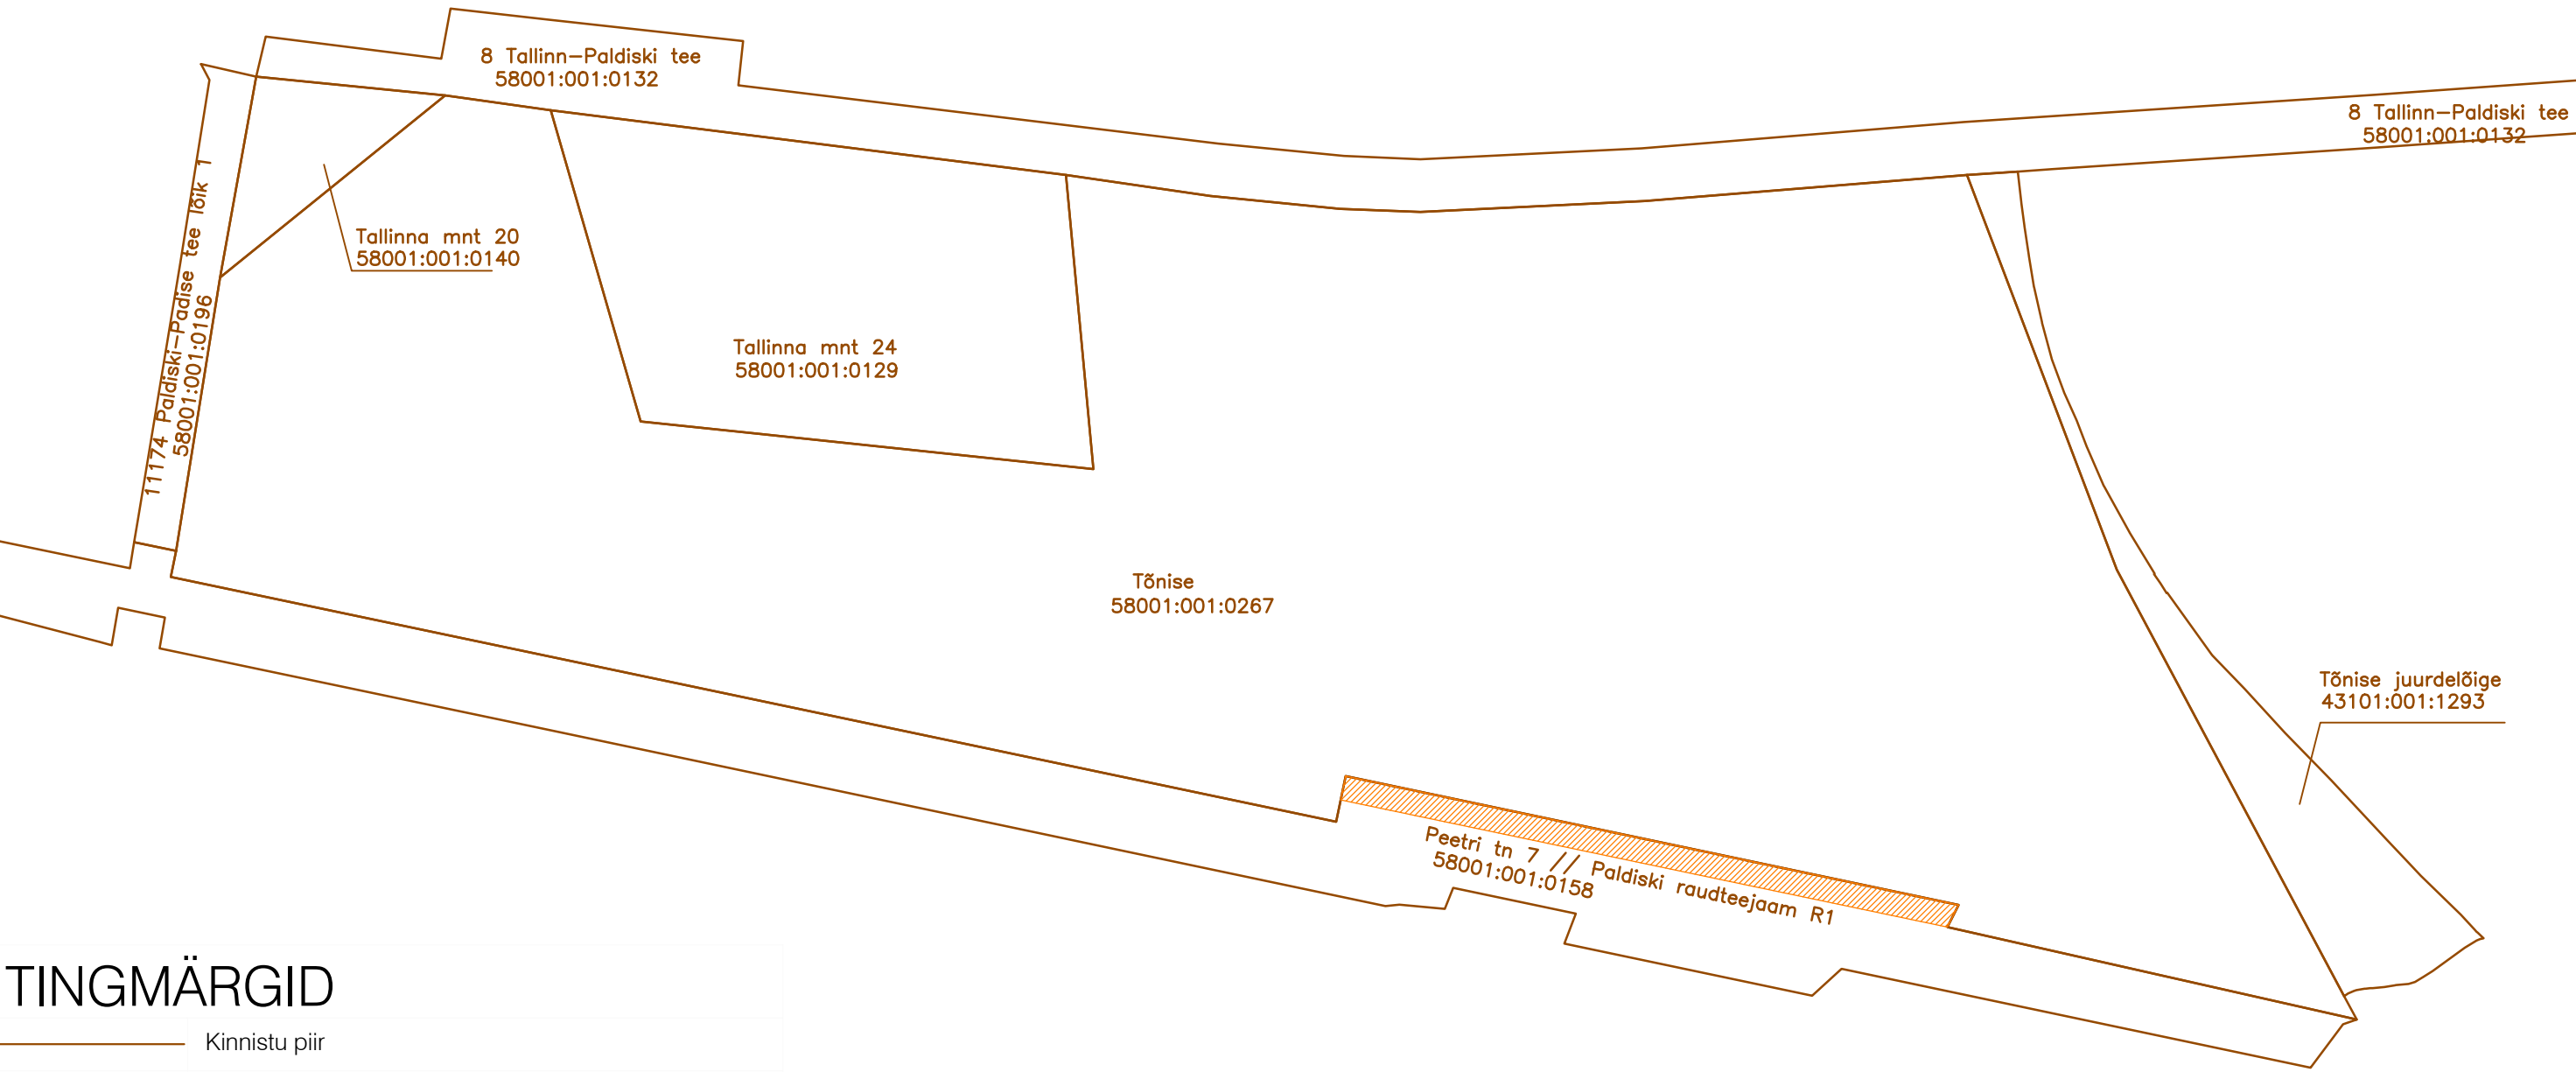 8 Tallinn-Paldiski tee
58001:001:0132
8 Tallinn-Paldiski tee
58001:001:0132
11174 Paldiski-Padise tee lõik 1
58001:001:0196
Tallinna mnt 20
58001:001:0140
Tallinna mnt 24
58001:001:0129
Tõnise
58001:001:0267
Tõnise juurdelõige
43101:001:1293
Peetri tn 7 // Paldiski raudteejaam R1
58001:001:0158
TINGMÄRGID
Kinnistu piir